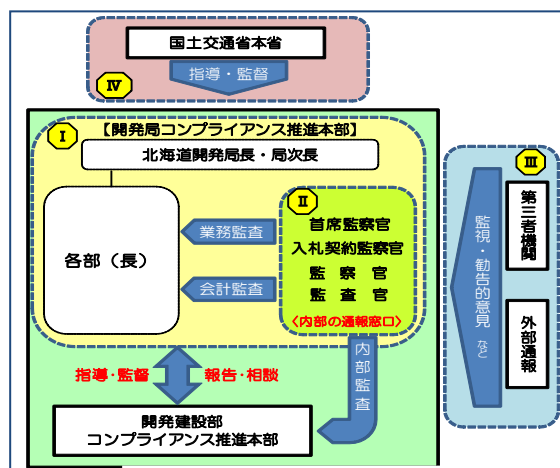 国土交通省本省
指導・監督
Ⅳ
Ⅰ
【開発局コンプライアンス推進本部】
北海道開発局長・局次長
各部（長）
業務監査
会計監査
Ⅱ
首席監察官
入札契約監察官
監　察　官
監　査　官
〈内部の通報窓口〉
Ⅲ
第三者機関
監視・勧告的意見 など
外部通報
指導・監督
報告・相談
内部監査
開発建設部
コンプライアンス推進本部